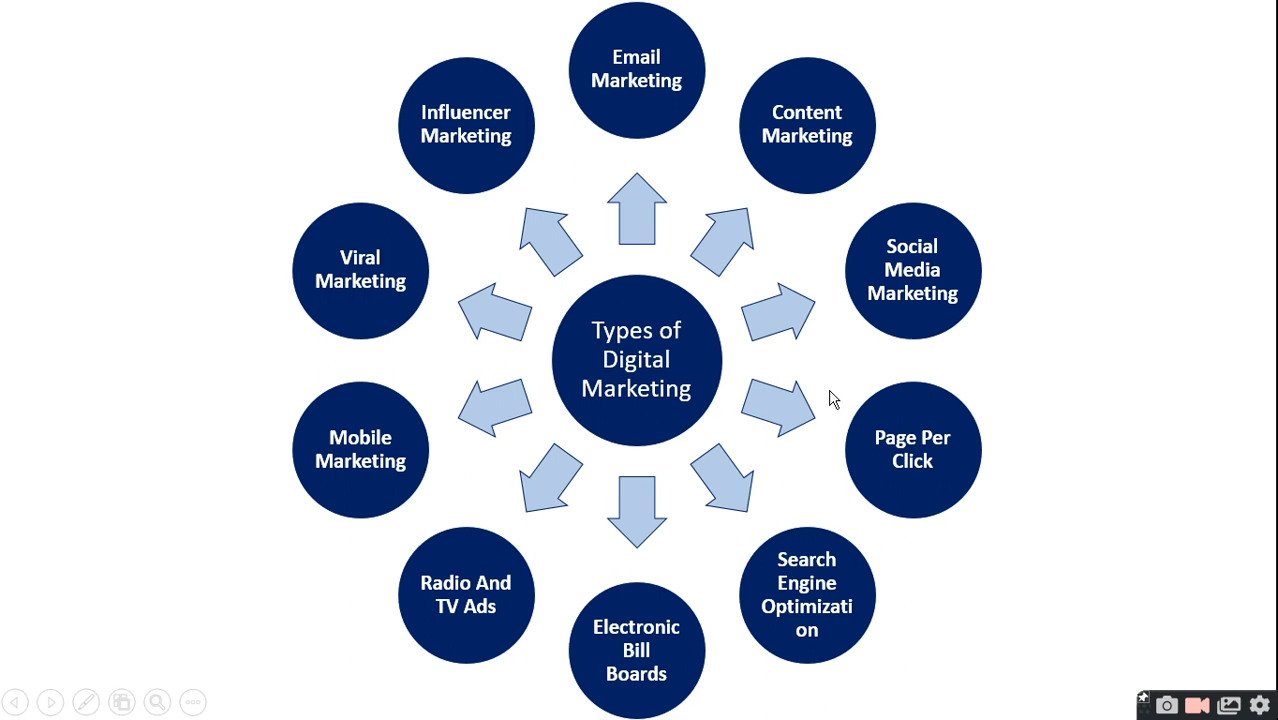 Email
Marketing
Content
Marketing
Social
Media
Marketing
Page Per
Click
Search
Engine
Optimizati
on
Electronic
Bill
Boards
Radio And
TV Ads
Mobile
Marketing
Viral
Marketing
Influencer
Marketing
Types of
Digital
Marketing